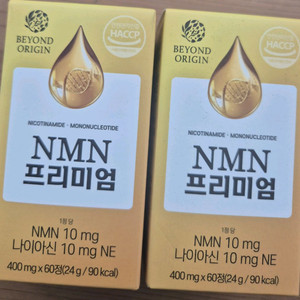 BEYOND
ORIGIN
HACCP
NICOTINAMIDE · MONONUCLEOTIDE
NMN
프리미엄
1정당
NMN 10 mg
나이아신 10 mg NE
400 mg x 60정(24 g / 90 kcal)
BEYOND
ORIGIN
HACCP
NICOTINAMIDE · MONONUCLEOTIDE
NMN
프리미엄
1정당
NMN 10 mg
나이아신 10 mg NE
400 mg x 60정(24 g / 90 kcal)